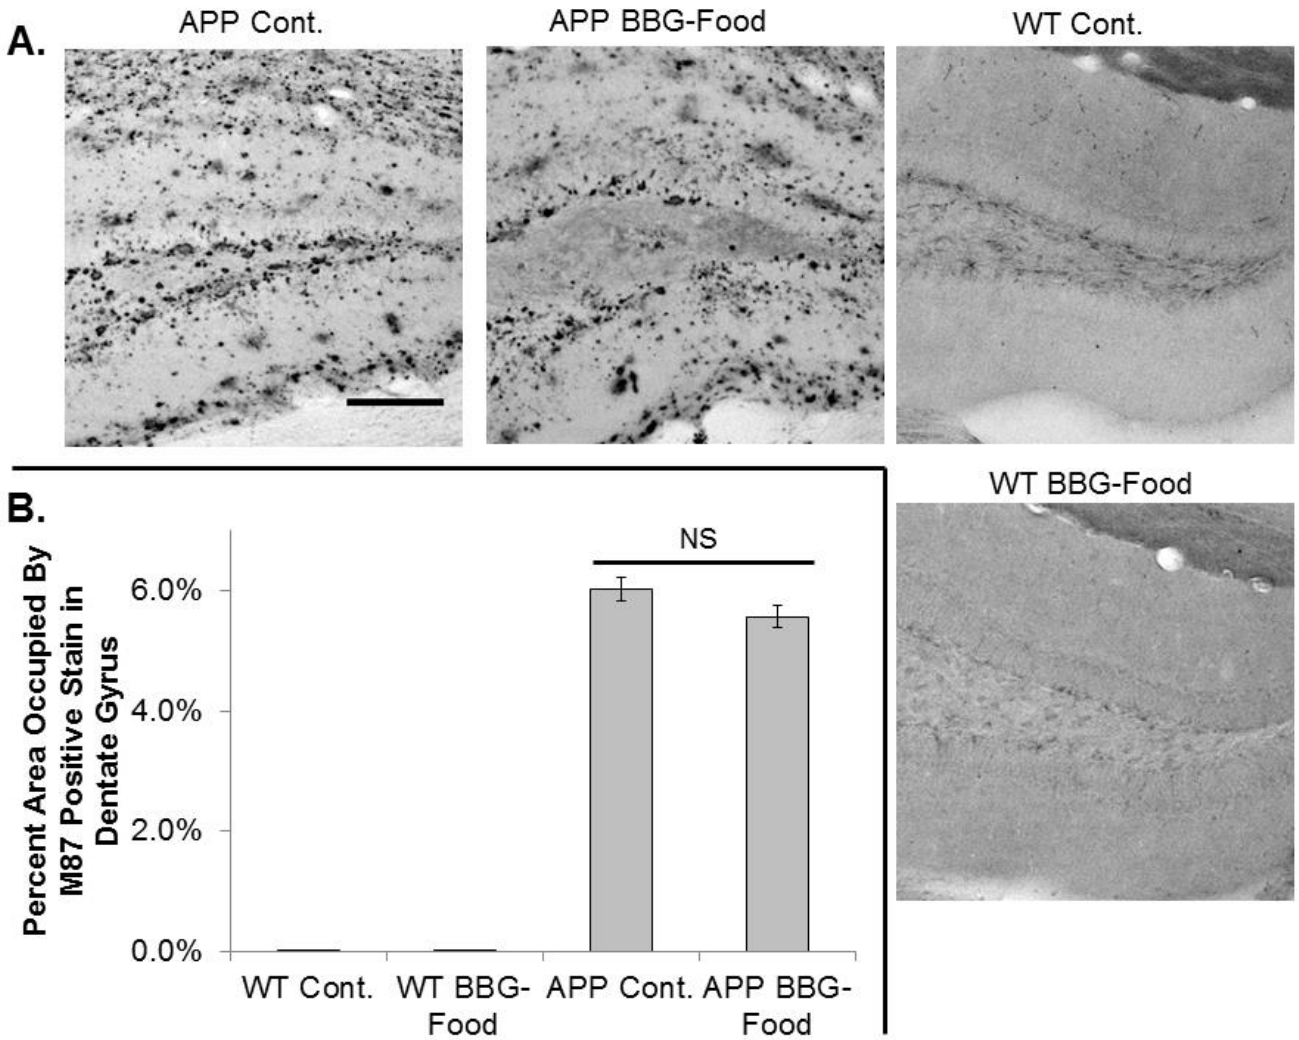 A.
APP Cont.
APP BBG-Food
WT Cont.
WT BBG-Food
B.
Percent Area Occupied By
M87 Positive Stain in
Dentate Gyrus
6.0%
4.0%
2.0%
0.0%
NS
WT Cont.
WT BBG-
Food
APP Cont.
APP BBG-
Food